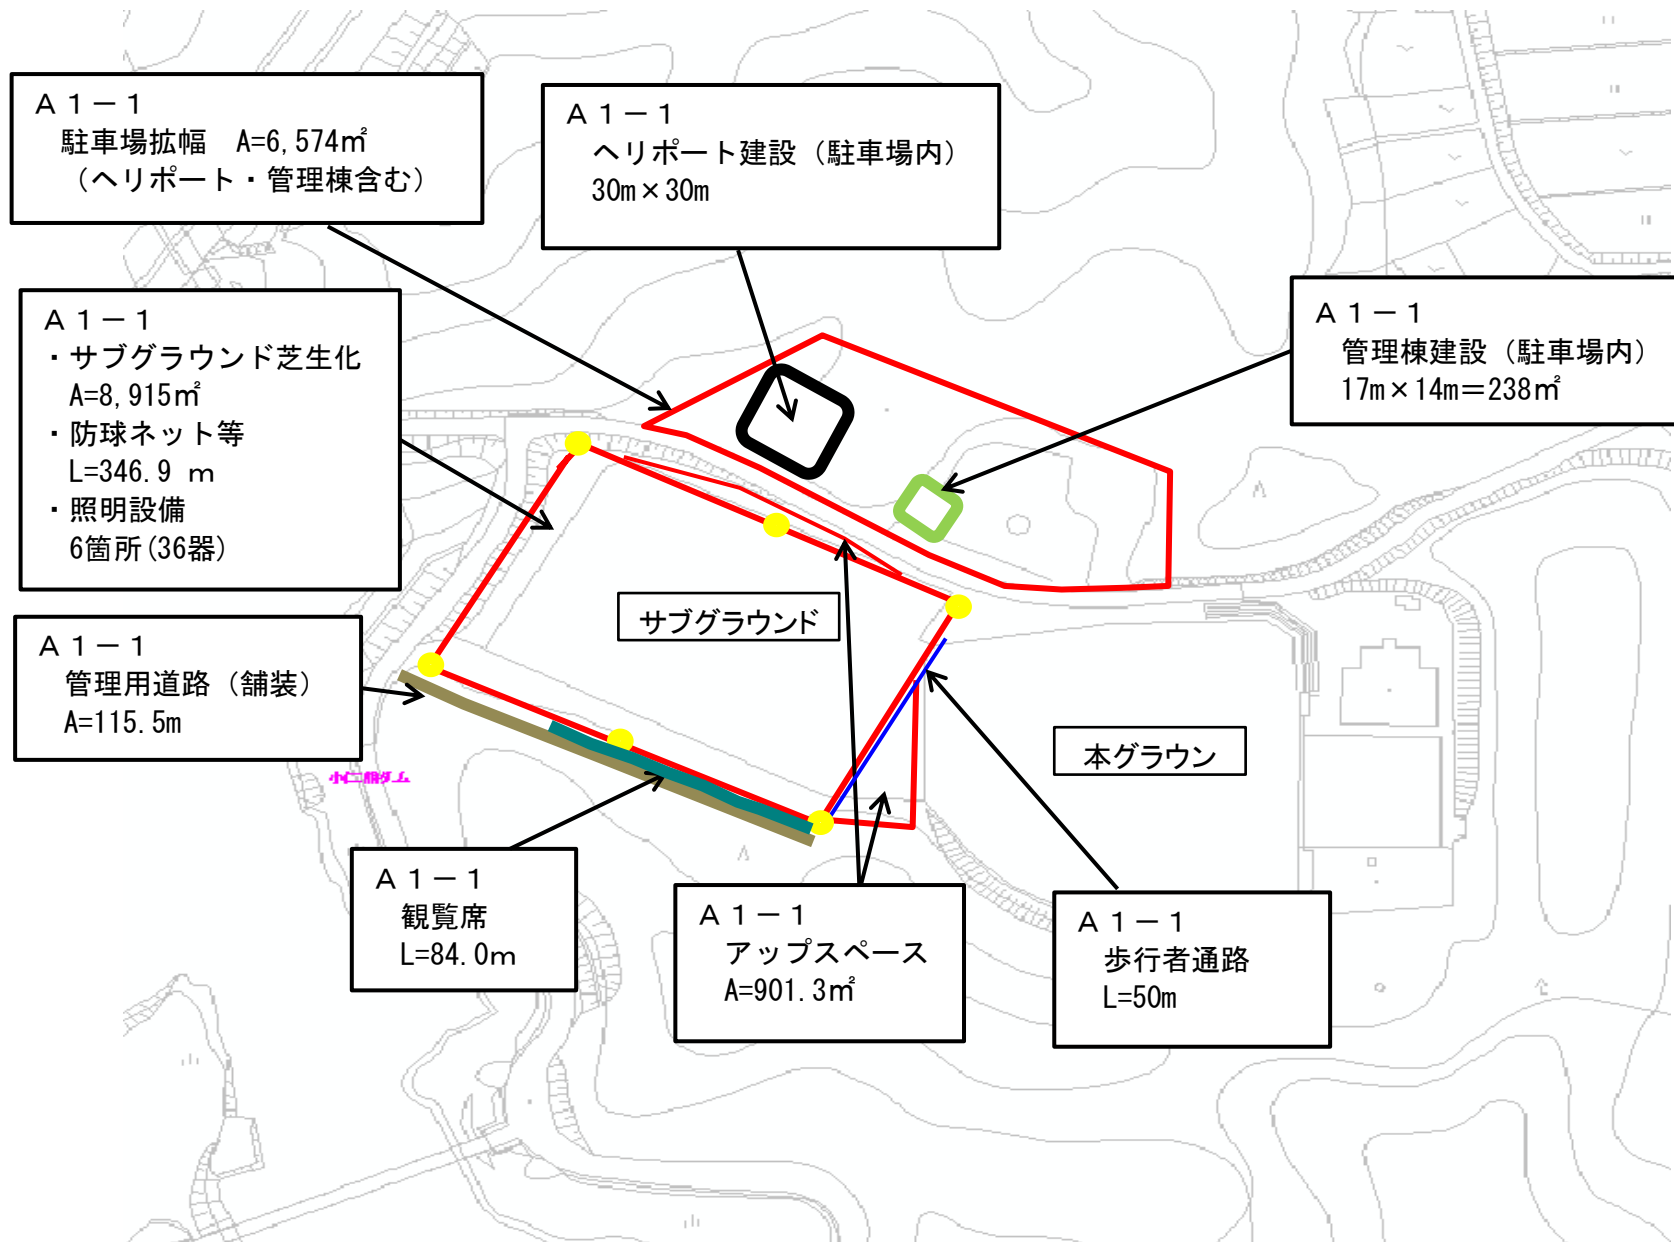 A1-1
駐車場拡幅 A=6,574㎡
(ヘリポート・管理棟含む)
A1-1
ヘリポート建設(駐車場内)
30m×30m
A1-1
・サブグラウンド芝生化
A=8,915㎡
・防球ネット等
L=346.9 m
・照明設備
6箇所(36器)
A1-1
管理棟建設(駐車場内)
17m×14m=238㎡
サブグラウンド
A1-1
管理用道路(舗装)
A=115.5m
本グラウン
A1-1
観覧席
L=84.0m
A1-1
アップスペース
A=901.3㎡
A1-1
歩行者通路
L=50m